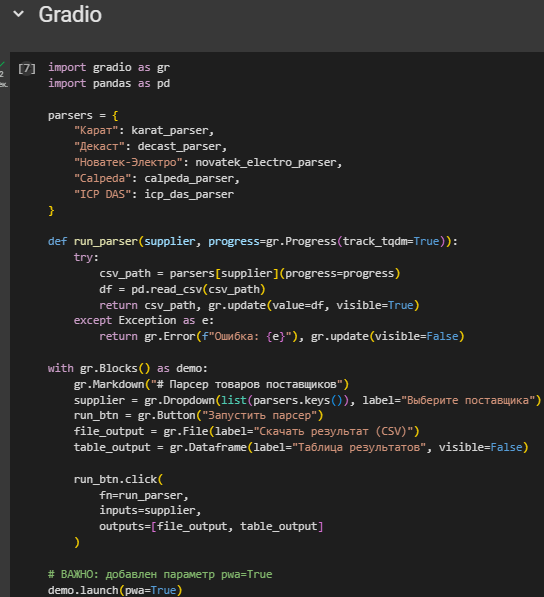 Gradio
[7]
2
ек.
import gradio as gr
import pandas as pd
parsers = {
    "Карат": karat_parser,
    "Декаст": decast_parser,
    "Новатек-Электро": novatek_electro_parser,
    "Calpeda": calpeda_parser,
    "ICP DAS": icp_das_parser
}
def run_parser(supplier, progress=gr.Progress(track_tqdm=True)):
    try:
        csv_path = parsers[supplier](progress=progress)
        df = pd.read_csv(csv_path)
        return csv_path, gr.update(value=df, visible=True)
    except Exception as e:
        return gr.Error(f"Ошибка: {e}"), gr.update(visible=False)
with gr.Blocks() as demo:
    gr.Markdown("# Парсер товаров поставщиков")
    supplier = gr.Dropdown(list(parsers.keys()), label="Выберите поставщика")
    run_btn = gr.Button("Запустить парсер")
    file_output = gr.File(label="Скачать результат (CSV)")
    table_output = gr.Dataframe(label="Таблица результатов", visible=False)
    run_btn.click(
        fn=run_parser,
        inputs=supplier,
        outputs=[file_output, table_output]
    )
# ВАЖНО: добавлен параметр pwa=True
demo.launch(pwa=True)